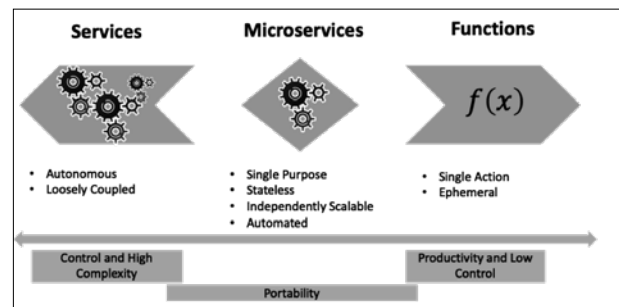 Services
Microservices
Functions
f(x)
• Autonomous
• Loosely Coupled
• Single Purpose
• Stateless
• Independently Scalable
• Automated
• Single Action
• Ephemeral
Control and High
Complexity
Portability
Productivity and Low
Control